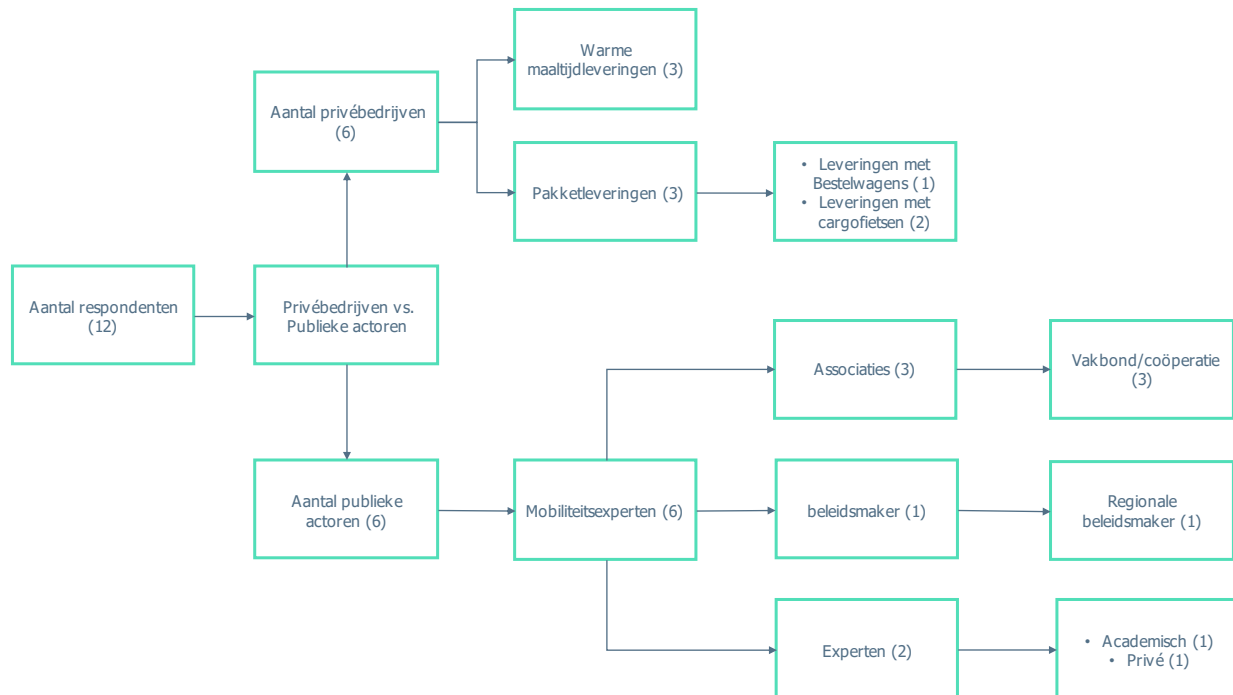 Warme
maaltijdleveringen (3)
Aantal privébedrijven
(6)
Pakketleveringen (3)
• Leveringen met
Bestelwagens (1)
• Leveringen met
cargofietsen (2)
Aantal respondenten
(12)
Privébedrijven vs.
Publieke actoren
Associaties (3)
Vakbond/coöperatie
(3)
Aantal publieke
actoren (6)
Mobiliteitsexperten (6)
beleidsmaker (1)
Regionale
beleidsmaker (1)
Experten (2)
• Academisch (1)
• Privé (1)